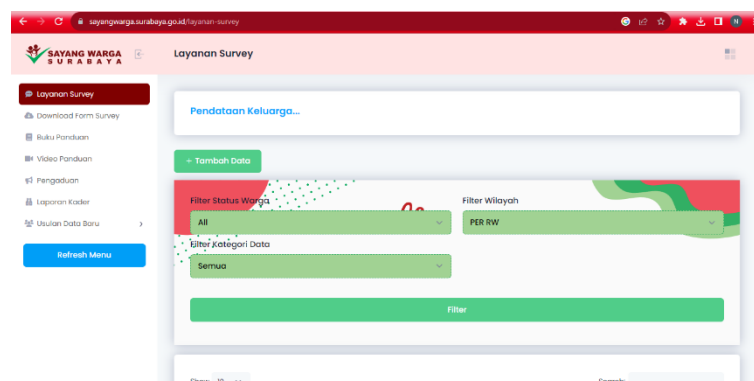 sayangwarga.surabaya.go.id/layanan-survey
SAYANG WARGA
SURABAYA
Layanan Survey
Layanan Survey
Download Form Survey
Buku Panduan
Video Panduan
Pengaduan
Laporan Kader
Usulan Data Baru
Refresh Menu
Pendataan Keluarga...
+ Tambah Data
Filter Status Warga
All
Filter Wilayah
PER RW
Filter Kategori Data
Semua
Filter
Show 10
Search: